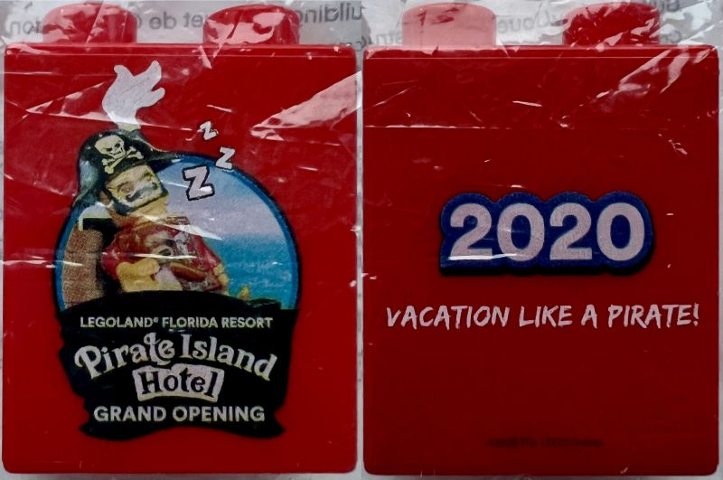 Z
Z
Z
LEGOLAND® FLORIDA RESORT
Pirate Island
Hotel
GRAND OPENING
2020
VACATION LIKE A PIRATE!